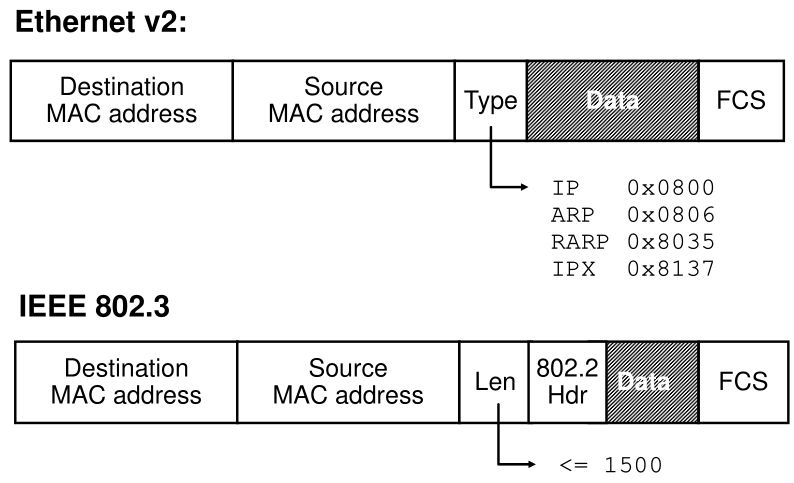 Ethernet v2:
Destination
MAC address
Source
MAC address
Type
Data
FCS
IP 0x0800
ARP 0x0806
RARP 0x8035
IPX 0x8137
IEEE 802.3
Destination
MAC address
Source
MAC address
Len
802.2
Hdr
Data
FCS
<= 1500